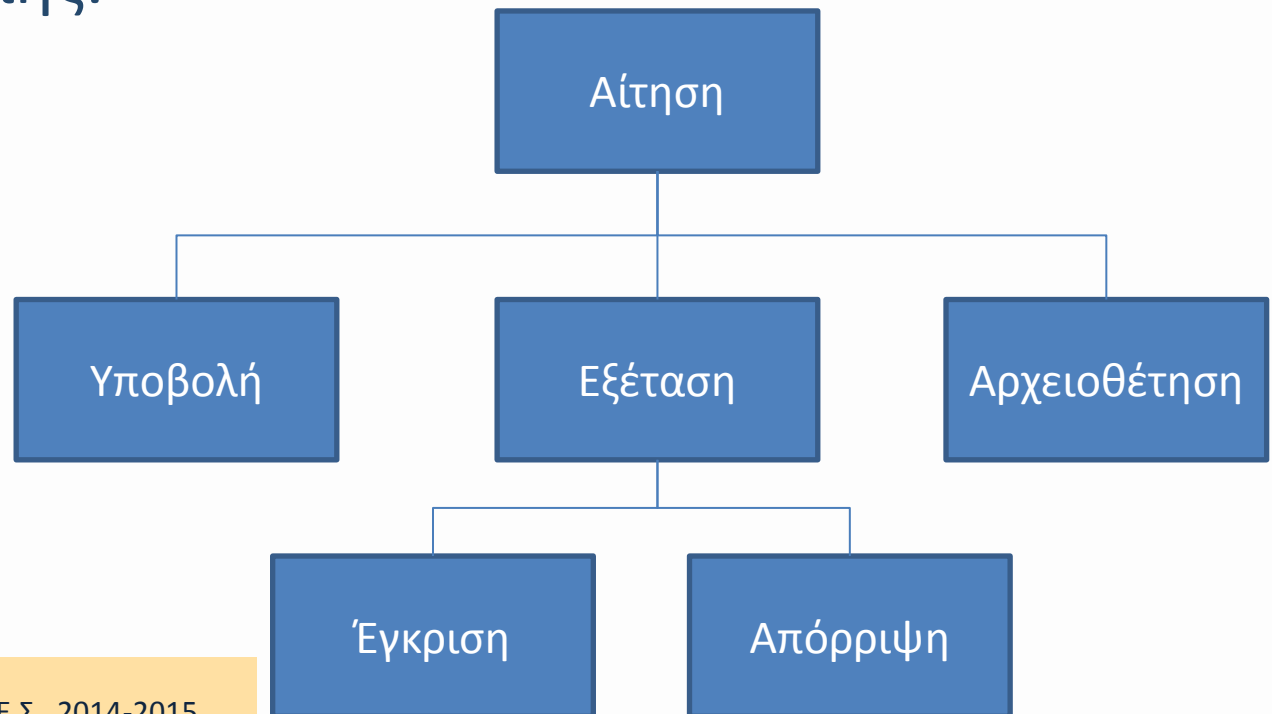 Αίτηση
Υποβολή
Εξέταση
Αρχειοθέτηση
Έγκριση
Απόρριψη
Ε.Σ. 2014-2015